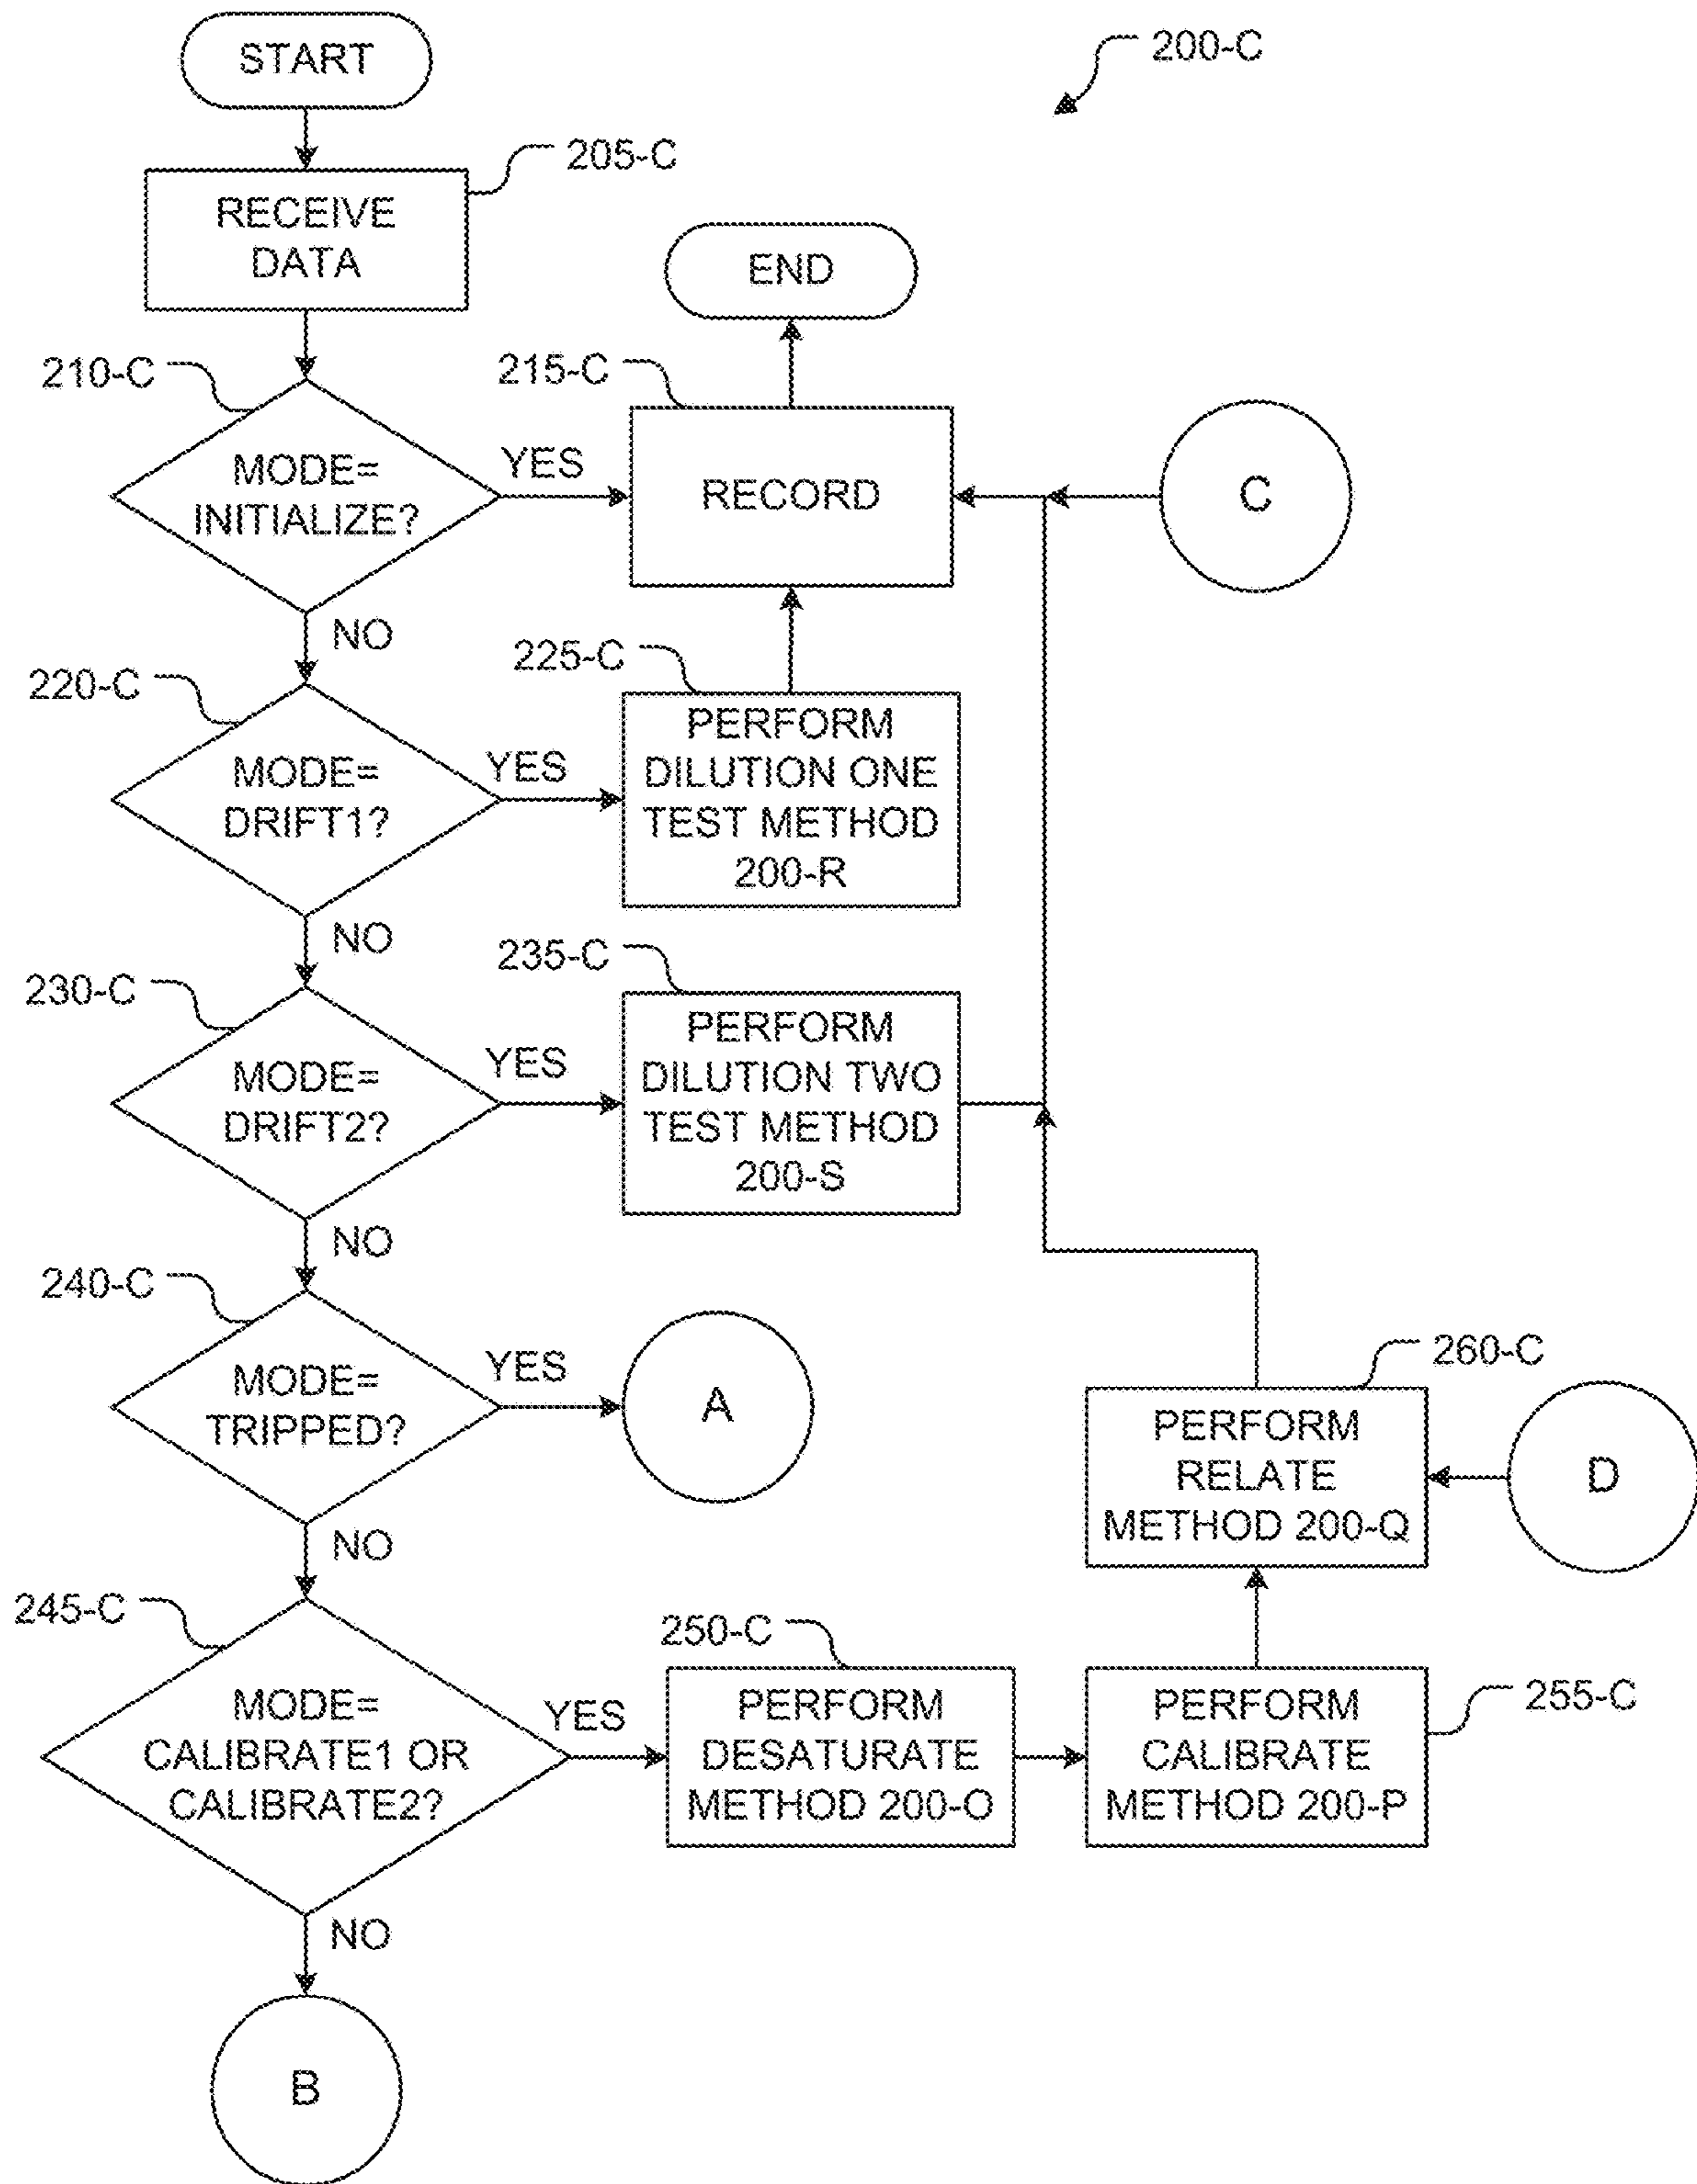 START
200-C
205-C
RECEIVE
DATA
END
210-C
215-C
MODE=
INITIALIZE?
YES
RECORD
C
NO
220-C
225-C
MODE=
DRIFT1?
YES
PERFORM
DILUTION ONE
TEST METHOD
200-R
NO
230-C
235-C
MODE=
DRIFT2?
YES
PERFORM
DILUTION TWO
TEST METHOD
200-S
NO
240-C
MODE=
TRIPPED?
YES
A
260-C
PERFORM
RELATE
METHOD 200-Q
D
NO
245-C
250-C
255-C
MODE=
CALIBRATE1 OR
CALIBRATE2?
YES
PERFORM
DESATURATE
METHOD 200-O
PERFORM
CALIBRATE
METHOD 200-P
NO
B